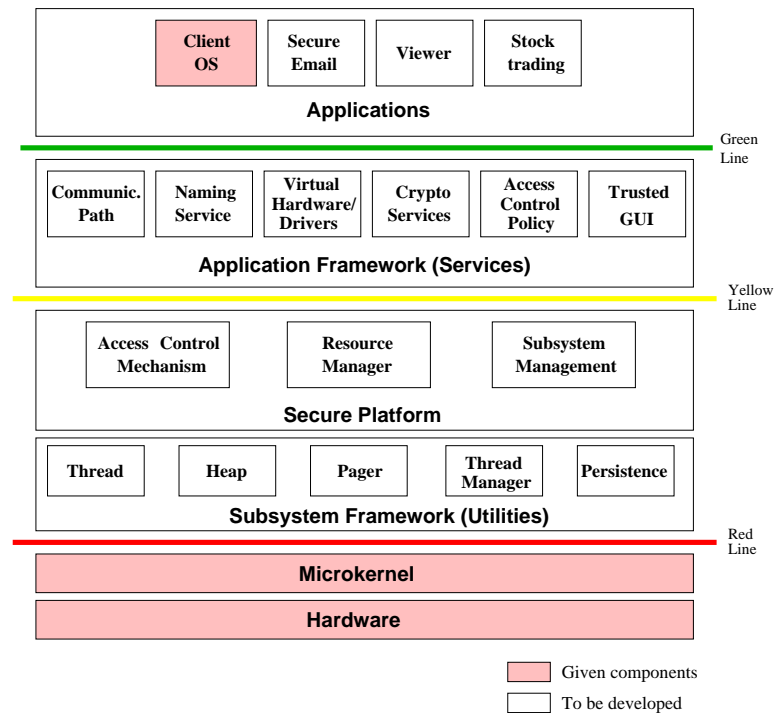 Client
OS
Secure
Email
Viewer
Stock
trading
Applications
Green
Line
Communic.
Path
Naming
Service
Virtual
Hardware/
Drivers
Crypto
Services
Access
Control
Policy
Trusted
GUI
Application Framework (Services)
Yellow
Line
Access Control
Mechanism
Resource
Manager
Subsystem
Management
Secure Platform
Thread
Heap
Pager
Thread
Manager
Persistence
Subsystem Framework (Utilities)
Red
Line
Microkernel
Hardware
Given components
To be developed